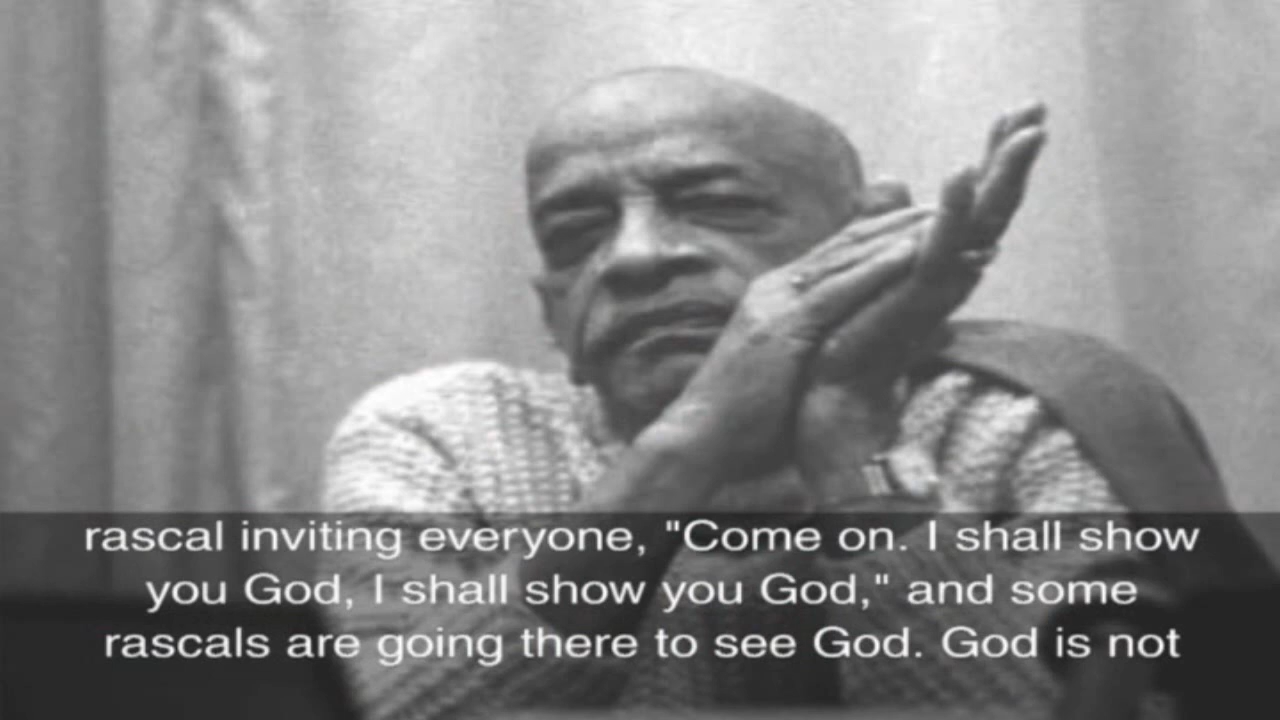 rascal inviting everyone, "Come on. I shall show
you God, I shall show you God," and some
rascals are going there to see God. God is not